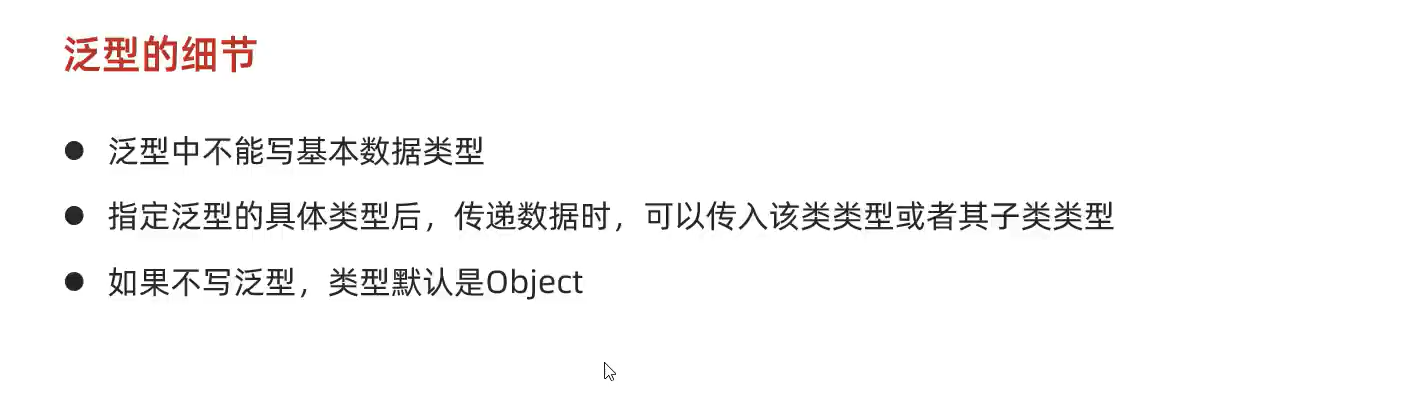 泛型的细节
● 泛型中不能写基本数据类型
● 指定泛型的具体类型后，传递数据时，可以传入该类类型或者其子类类型
● 如果不写泛型，类型默认是Object